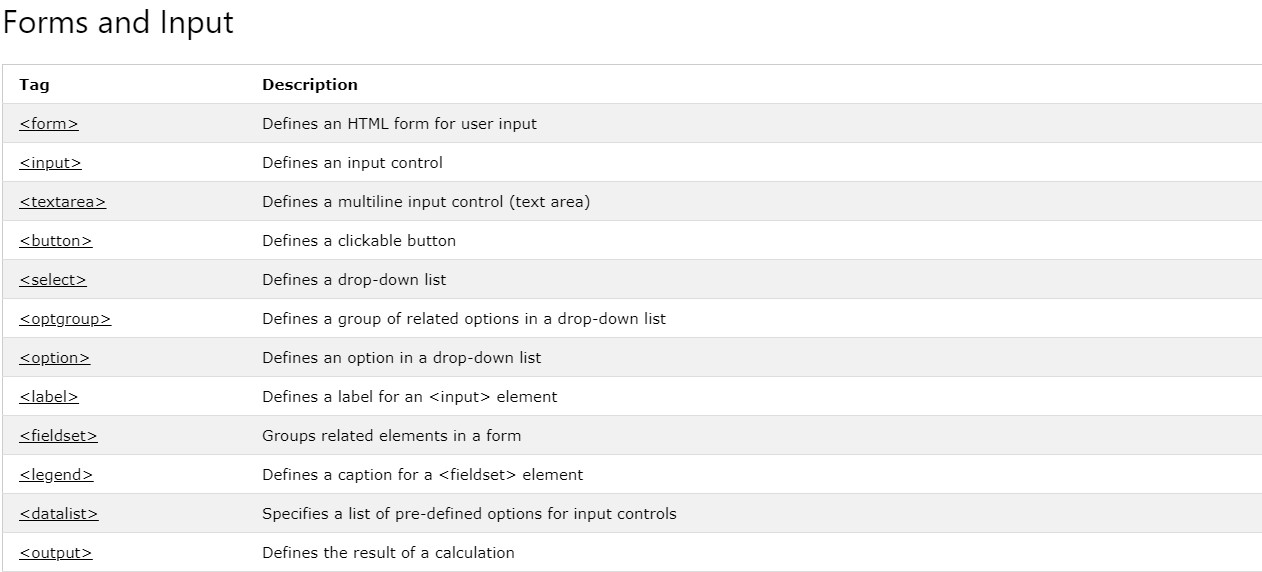 Forms and Input
Tag Description
<form> Defines an HTML form for user input
<input> Defines an input control
<textarea> Defines a multiline input control (text area)
<button> Defines a clickable button
<select> Defines a drop-down list
<optgroup> Defines a group of related options in a drop-down list
<option> Defines an option in a drop-down list
<label> Defines a label for an <input> element
<fieldset> Groups related elements in a form
<legend> Defines a caption for a <fieldset> element
<datalist> Specifies a list of pre-defined options for input controls
<output> Defines the result of a calculation